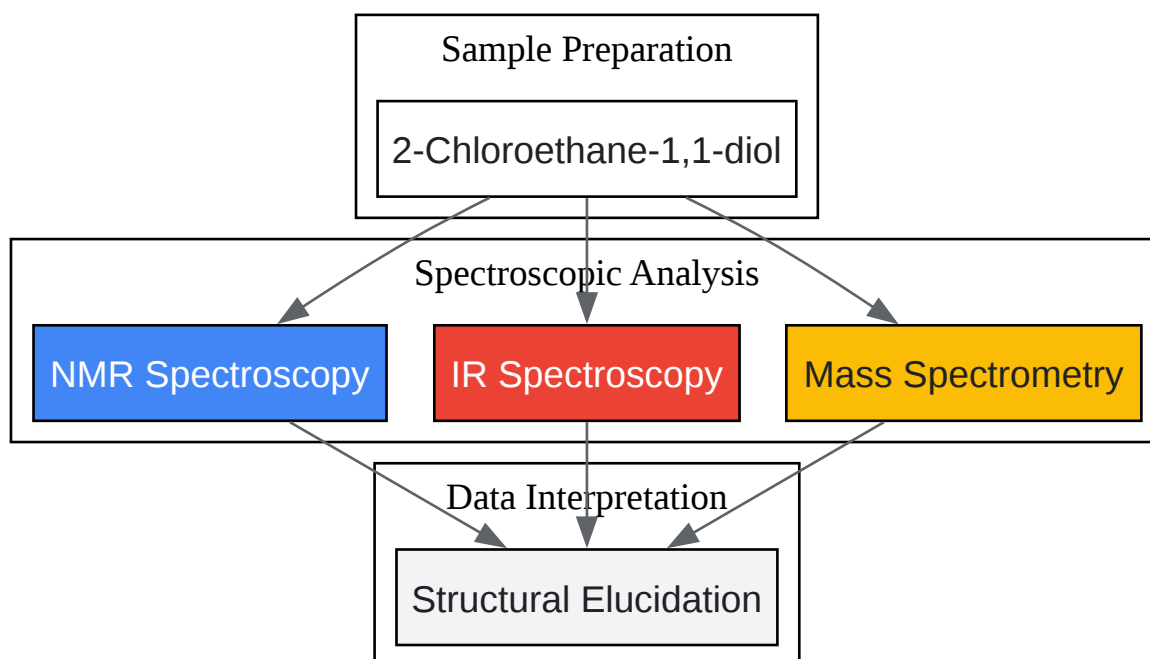 Sample Preparation
2-Chloroethane-1,1-diol
Spectroscopic Analysis
NMR Spectroscopy
IR Spectroscopy
Mass Spectrometry
Data Interpretation
Structural Elucidation